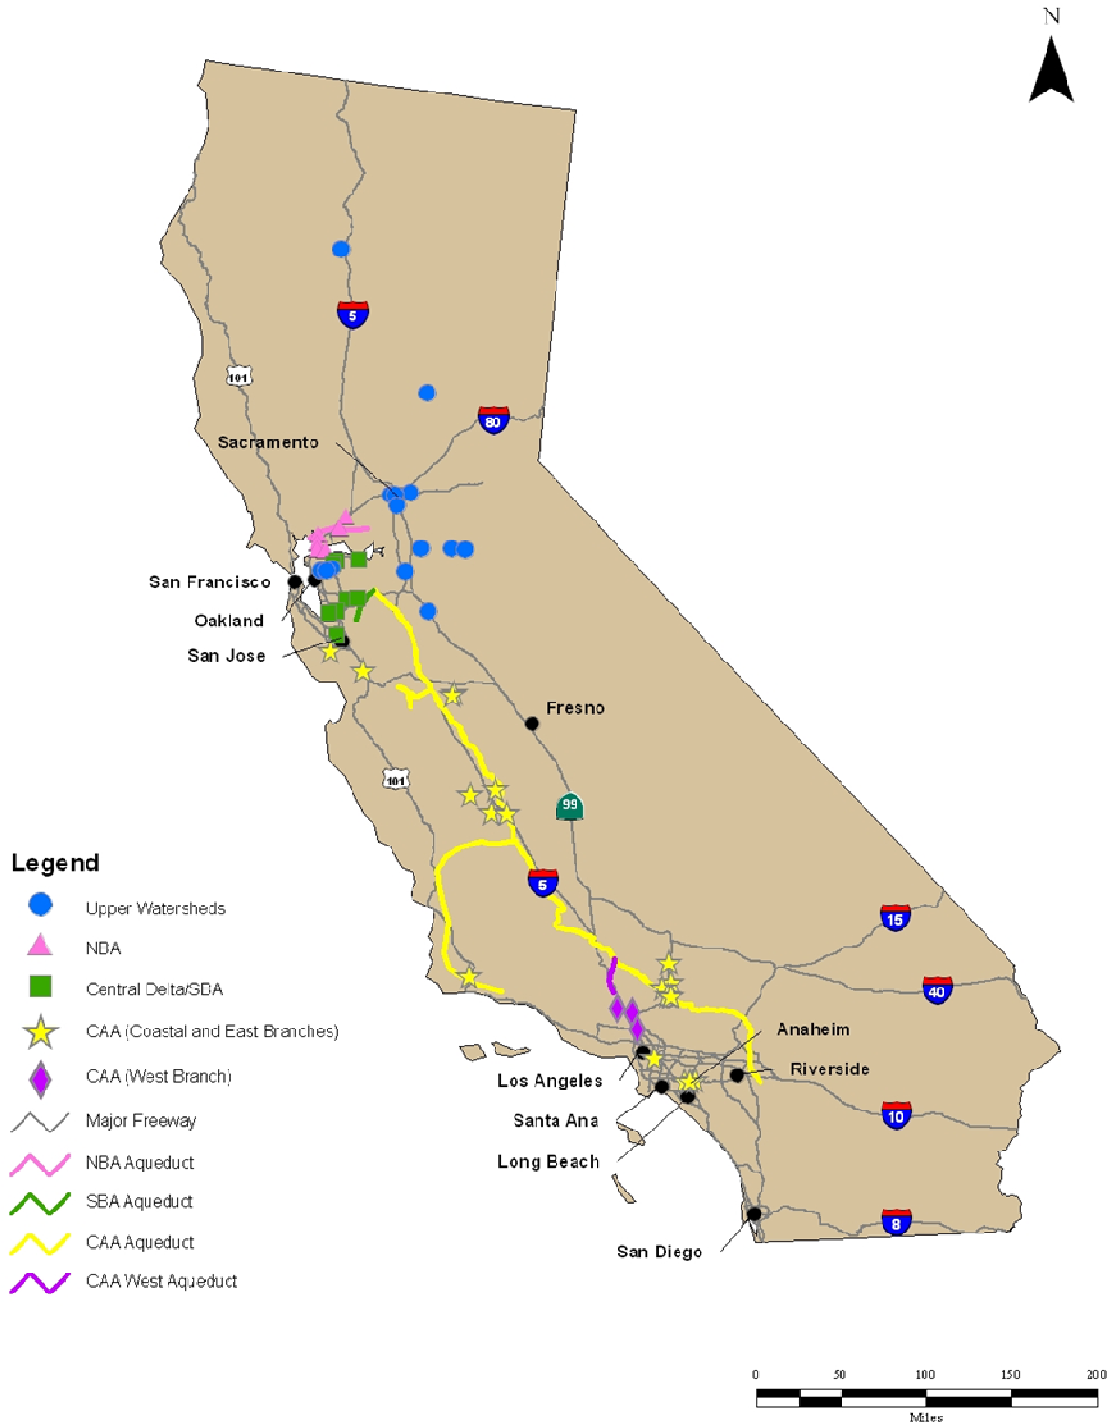 N
5
101
80
Sacramento
San Francisco
Oakland
San Jose
Fresno
101
99
5
15
40
Anaheim
Riverside
Los Angeles
Santa Ana
Long Beach
10
8
San Diego
Legend
Upper Watersheds
NBA
Central Delta/SBA
CAA (Coastal and East Branches)
CAA (West Branch)
Major Freeway
NBA Aqueduct
SBA Aqueduct
CAA Aqueduct
CAA West Aqueduct
0 50 100 150 200
Miles